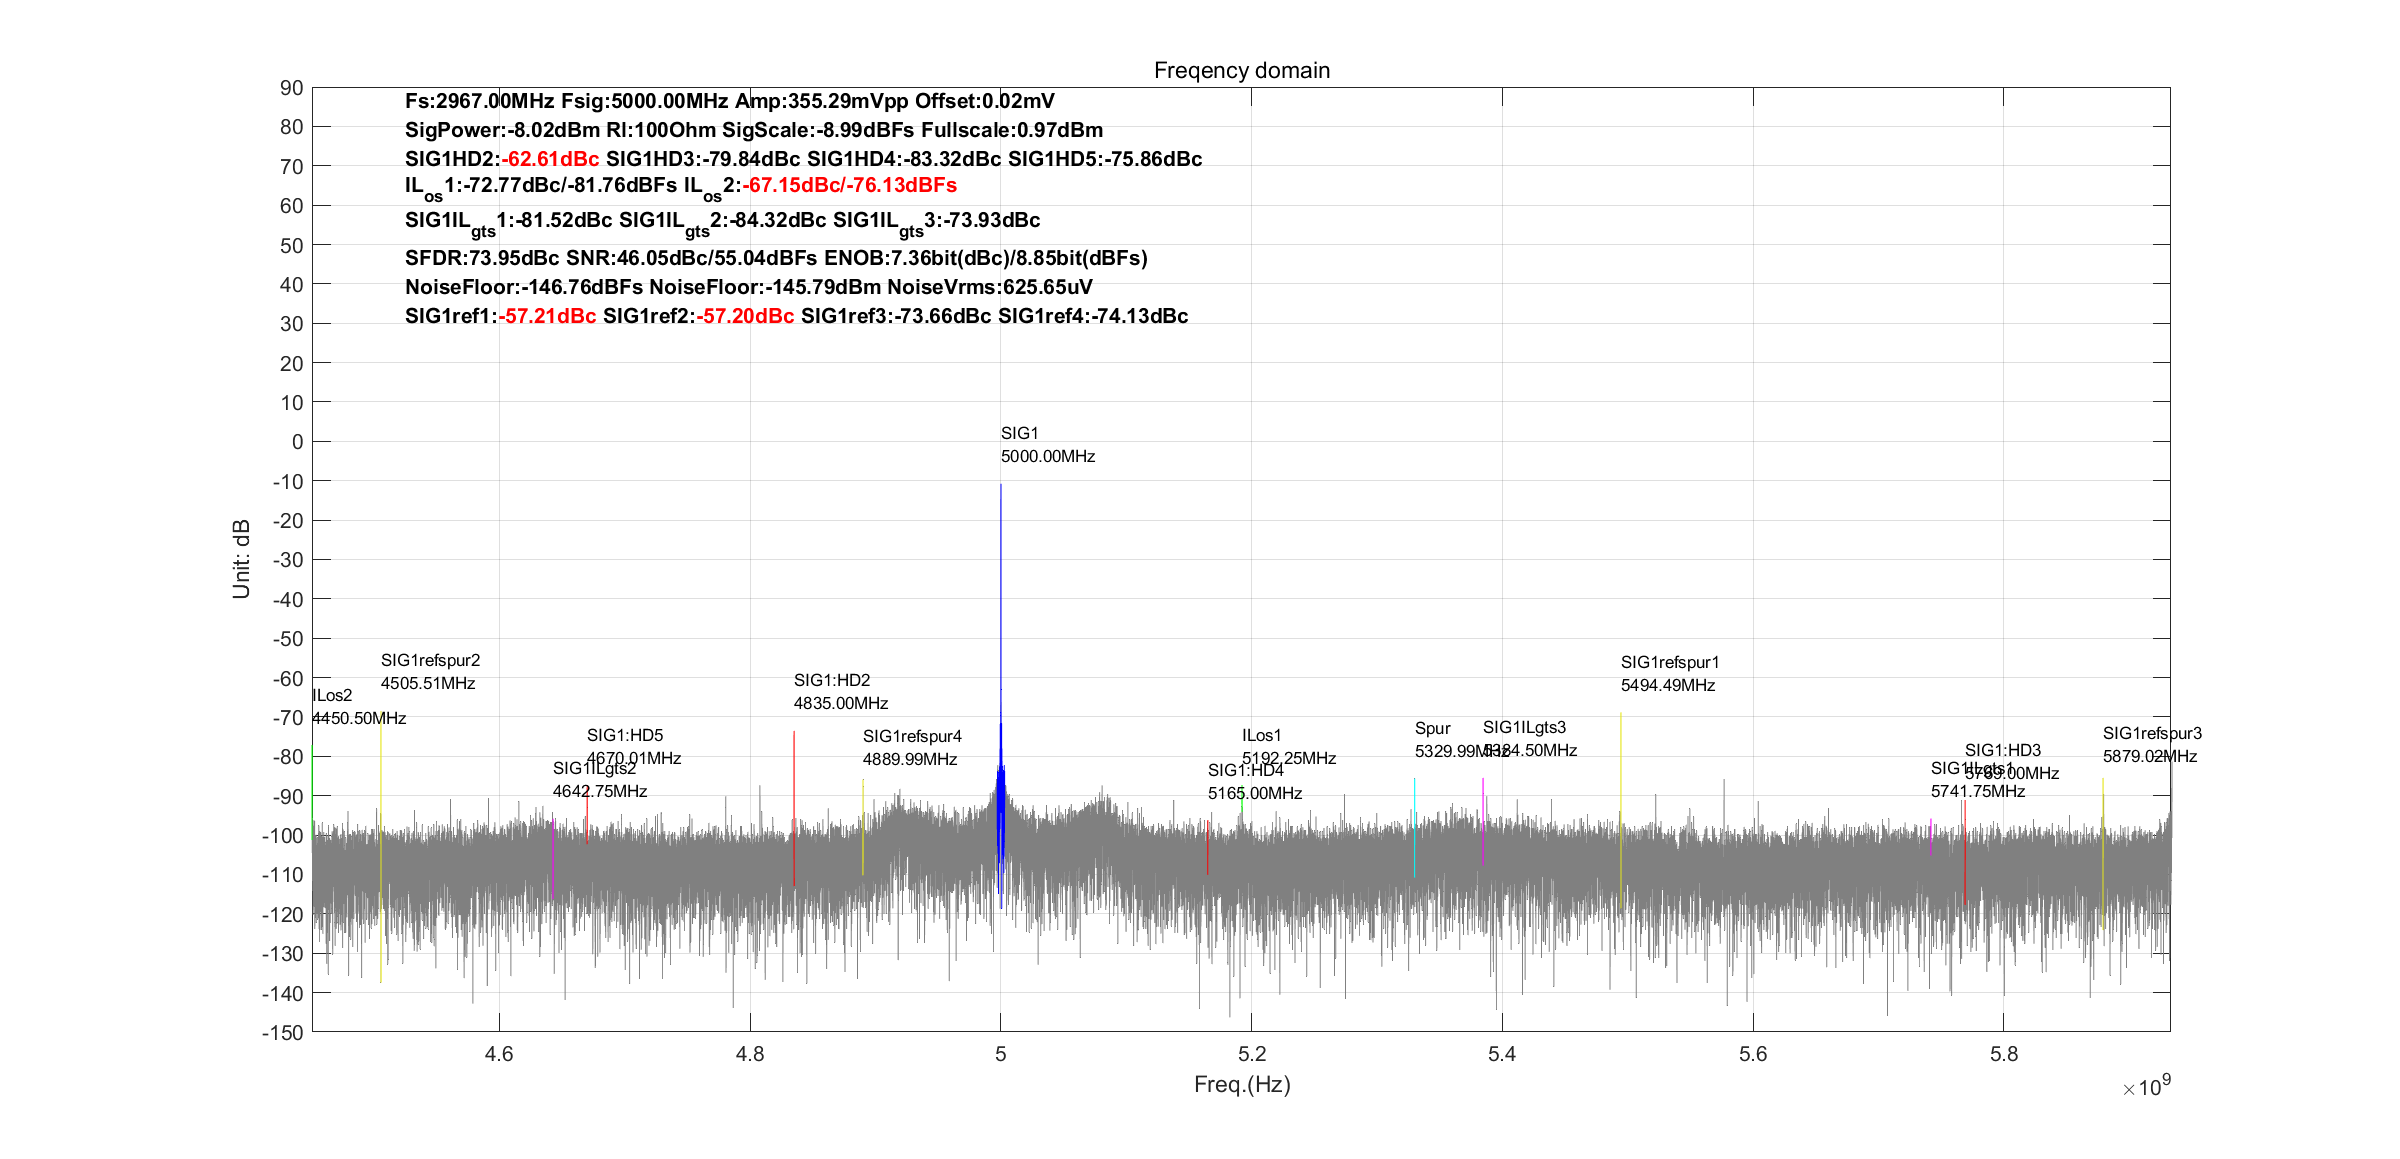 Freqency domain
Fs:2967.00MHz Fsig:5000.00MHz Amp:355.29mVpp Offset:0.02mV
SigPower:-8.02dBm Rl:100Ohm SigScale:-8.99dBFs Fullscale:0.97dBm
SIG1HD2:-62.61dBc SIG1HD3:-79.84dBc SIG1HD4:-83.32dBc SIG1HD5:-75.86dBc
ILos1:-72.77dBc/-81.76dBFs ILos2:-67.15dBc/-76.13dBFs
SIG1ILgts1:-81.52dBc SIG1ILgts2:-84.32dBc SIG1ILgts3:-73.93dBc
SFDR:73.95dBc SNR:46.05dBc/55.04dBFs ENOB:7.36bit(dBc)/8.85bit(dBFs)
NoiseFloor:-146.76dBFs NoiseFloor:-145.79dBm NoiseVrms:625.65uV
SIG1ref1:-57.21dBc SIG1ref2:-57.20dBc SIG1ref3:-73.66dBc SIG1ref4:-74.13dBc
90
80
70
60
50
40
30
20
10
0
-10
-20
-30
-40
-50
-60
-70
-80
-90
-100
-110
-120
-130
-140
-150
Unit: dB
SIG1
5000.00MHz
SIG1refspur2
4505.51MHz
ILos2
4450.50MHz
SIG1:HD5
4670.01MHz
SIG1ILgts2
4642.75MHz
SIG1:HD2
4835.00MHz
SIG1refspur4
4889.99MHz
ILos1
5192.25MHz
SIG1:HD4
5165.00MHz
Spur
5329.99MHz
SIG1ILgts3
5384.50MHz
SIG1refspur1
5494.49MHz
SIG1:HD3
5769.00MHz
SIG1ILgts1
5741.75MHz
SIG1refspur3
5879.02MHz
4.6
4.8
5
5.2
5.4
5.6
5.8
Freq.(Hz)
×10^9